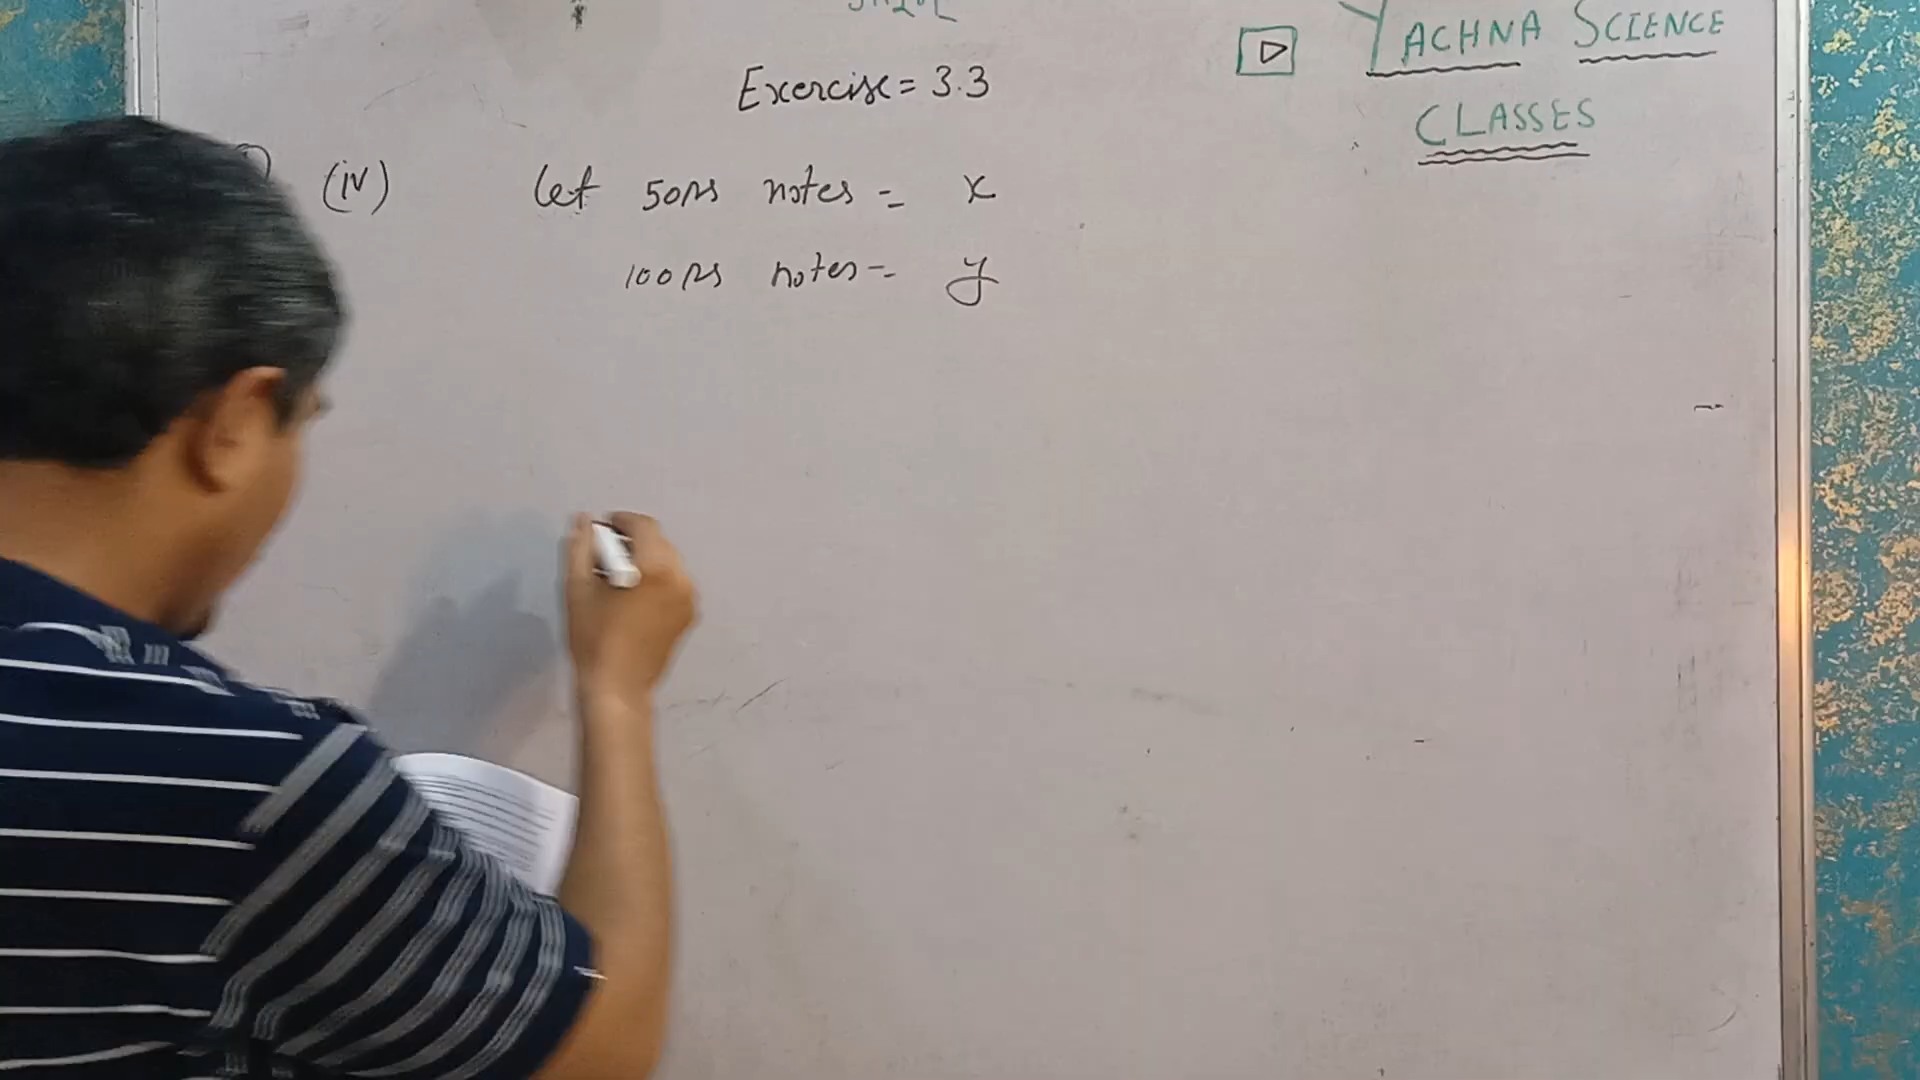 YACHNA SCIENCE
CLASSES
Exercise = 3.3
(iv) Let 50Rs notes = x
100Rs notes = y